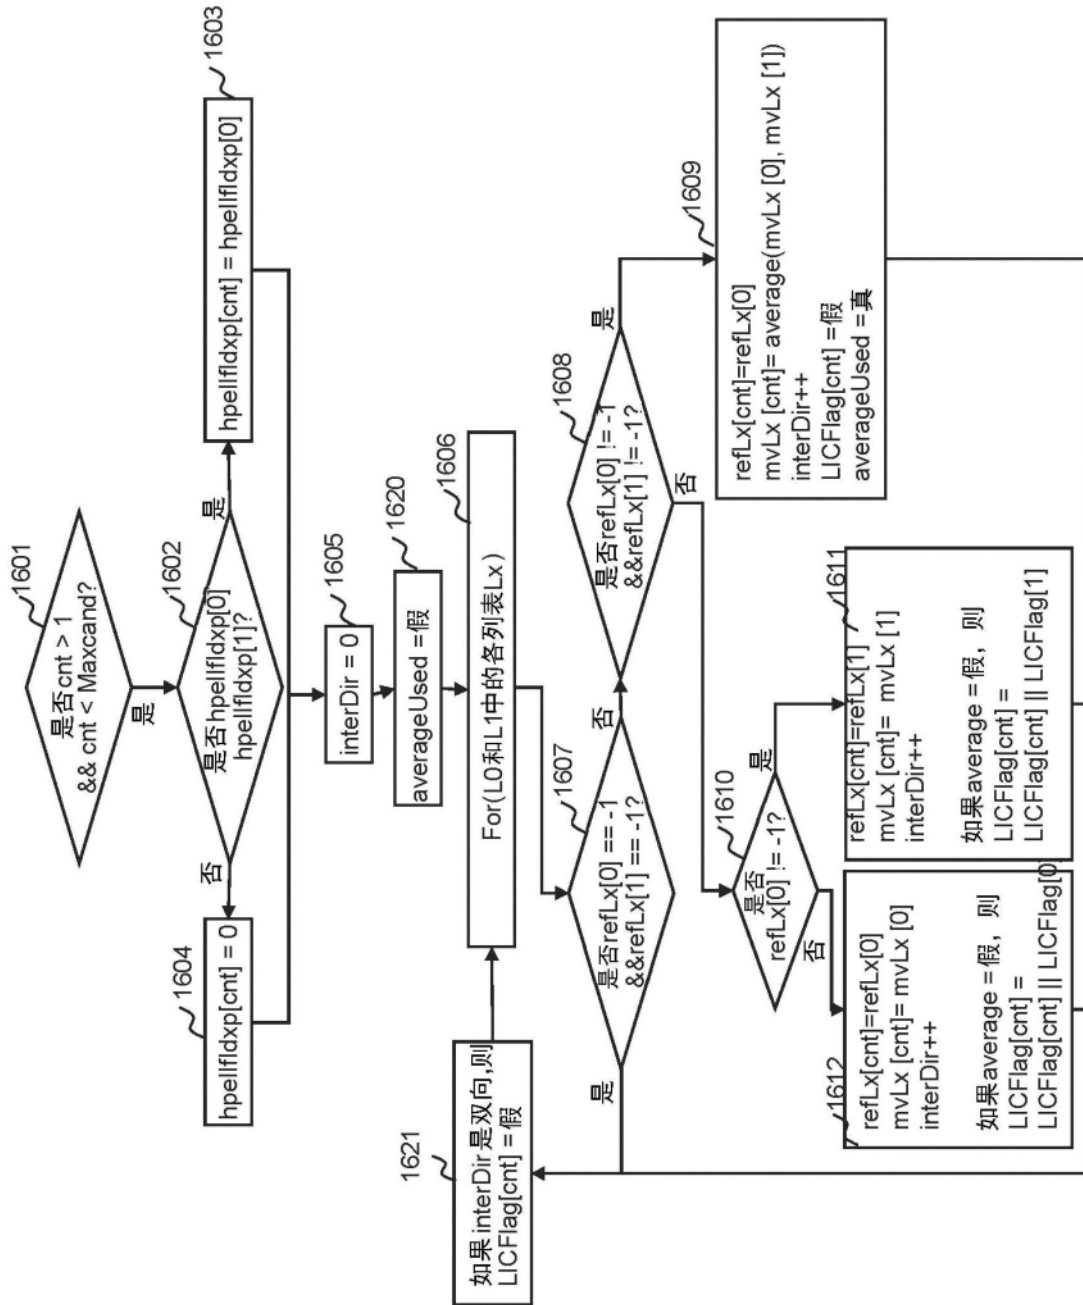 1601
是否cnt > 1
&& cnt < Maxcand?
是
1602
是否hpelIfIdxp[0]
hpelIfIdxp[1]?
是
否
1603
hpelIfIdxp[cnt] = hpelIfIdxp[0]
1604
hpelIfIdxp[cnt] = 0
1605
interDir = 0
1620
averageUsed =假
1606
For(L0和L1中的各列表Lx)
1621
如果interDir是双向,则
LICFlag[cnt] =假
1607
是否refLx[0] == -1
&&refLx[1] == -1?
是
否
1608
是否refLx[0] != -1
&&refLx[1] != -1?
是
否
1609
refLx[cnt]=refLx[0]
mvLx [cnt]= average(mvLx [0], mvLx [1])
interDir++
LICFlag[cnt] =假
averageUsed =真
1610
是否
refLx[0] != -1?
是
否
1611
refLx[cnt]=refLx[1]
mvLx [cnt]= mvLx [1]
interDir++
如果average =假，则
LICFlag[cnt] =
LICFlag[cnt] || LICFlag[1]
1612
refLx[cnt]=refLx[0]
mvLx [cnt]= mvLx [0]
interDir++
如果average =假，则
LICFlag[cnt] =
LICFlag[cnt] || LICFlag[0]